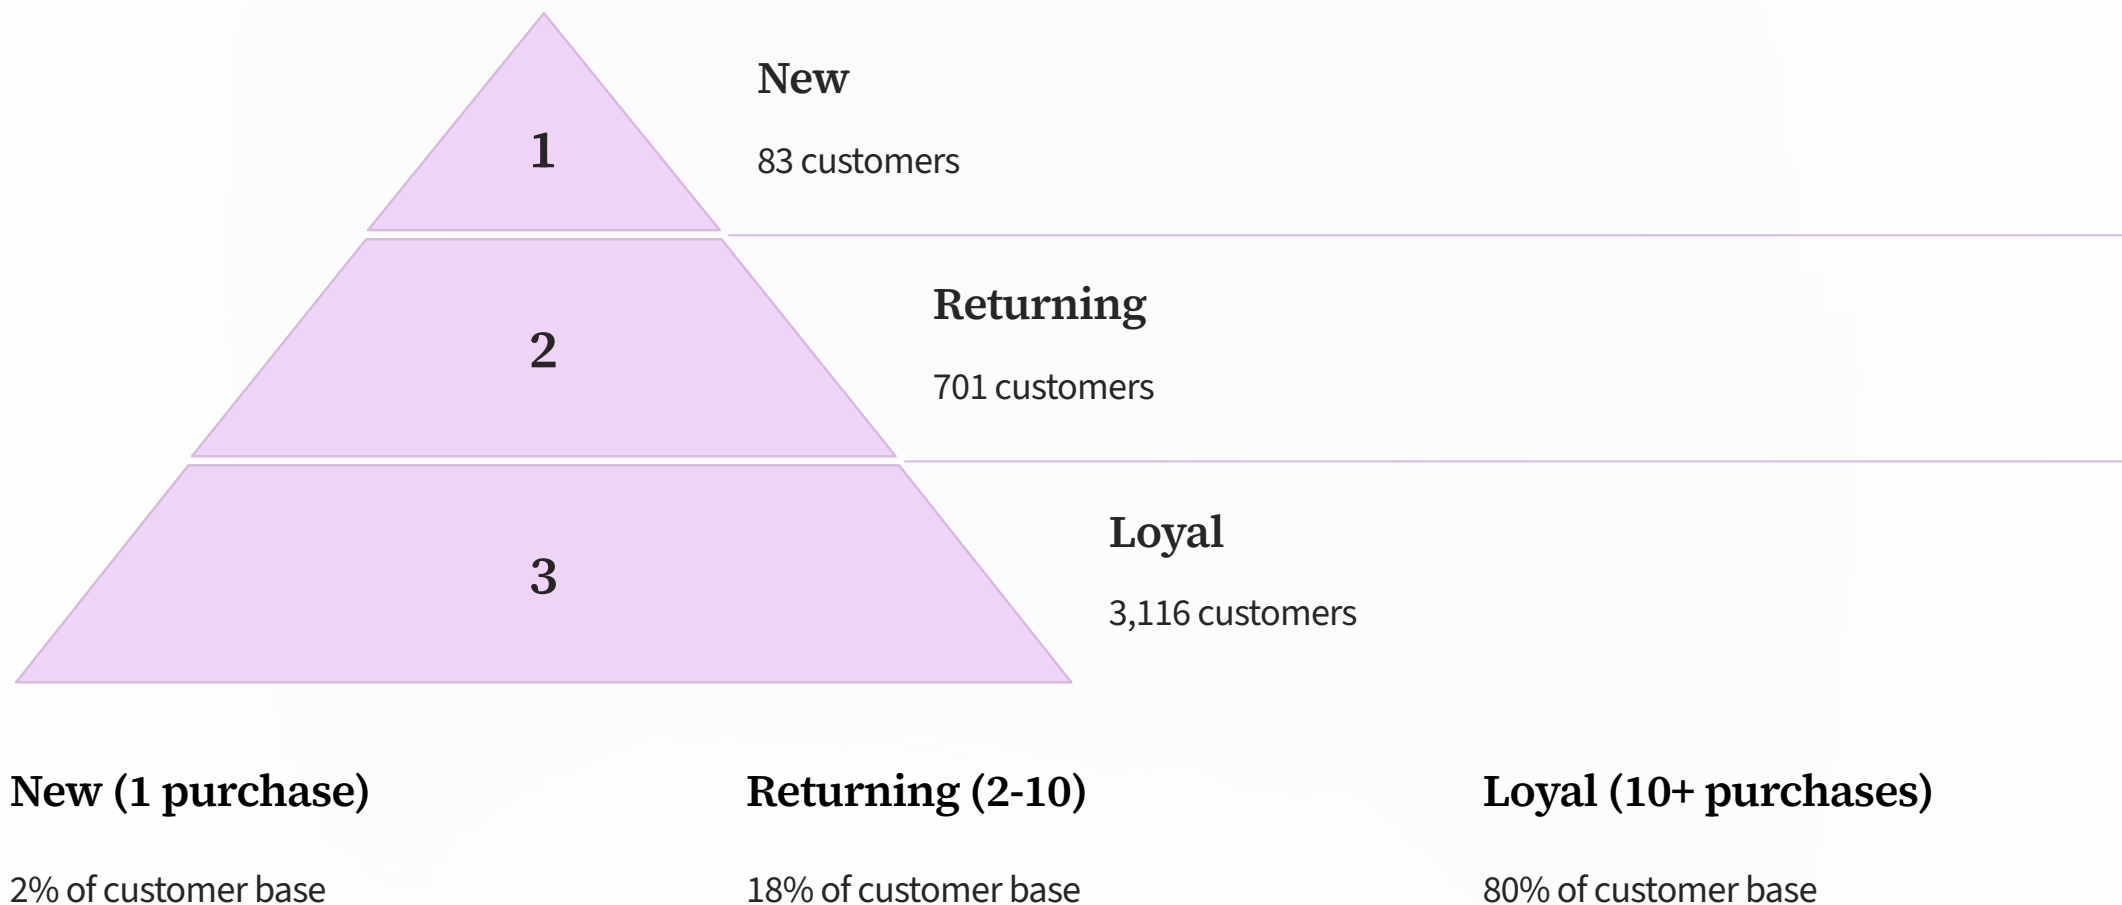 1
New
83 customers
2
Returning
701 customers
3
Loyal
3,116 customers
New (1 purchase)
2% of customer base
Returning (2-10)
18% of customer base
Loyal (10+ purchases)
80% of customer base